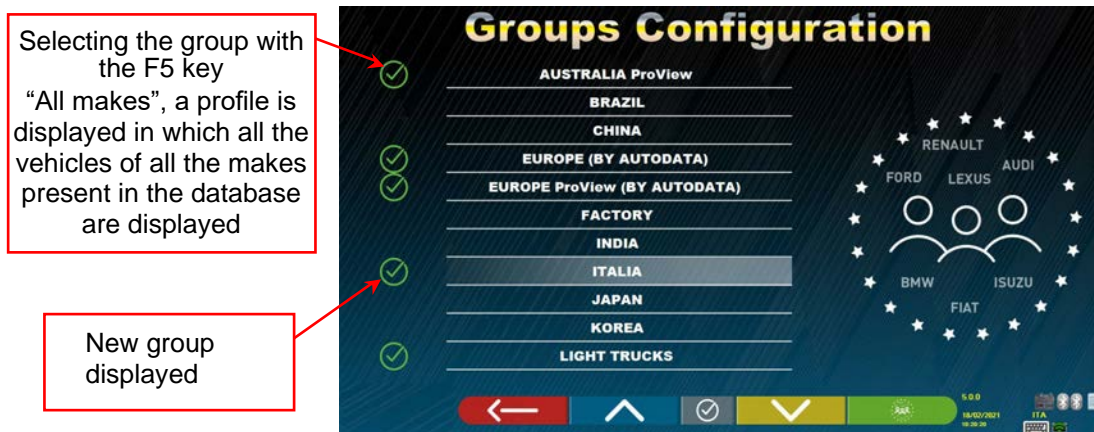 Selecting the group with
the F5 key
“All makes”, a profile is
displayed in which all the
vehicles of all the makes
present in the database
are displayed
New group
displayed
Groups Configuration
AUSTRALIA ProView
BRAZIL
CHINA
EUROPE (BY AUTODATA)
EUROPE ProView (BY AUTODATA)
FACTORY
INDIA
ITALIA
JAPAN
KOREA
LIGHT TRUCKS
RENAULT
AUDI
FORD LEXUS
BMW ISUZU
FIAT
5.0.0
18/02/2021
ITA